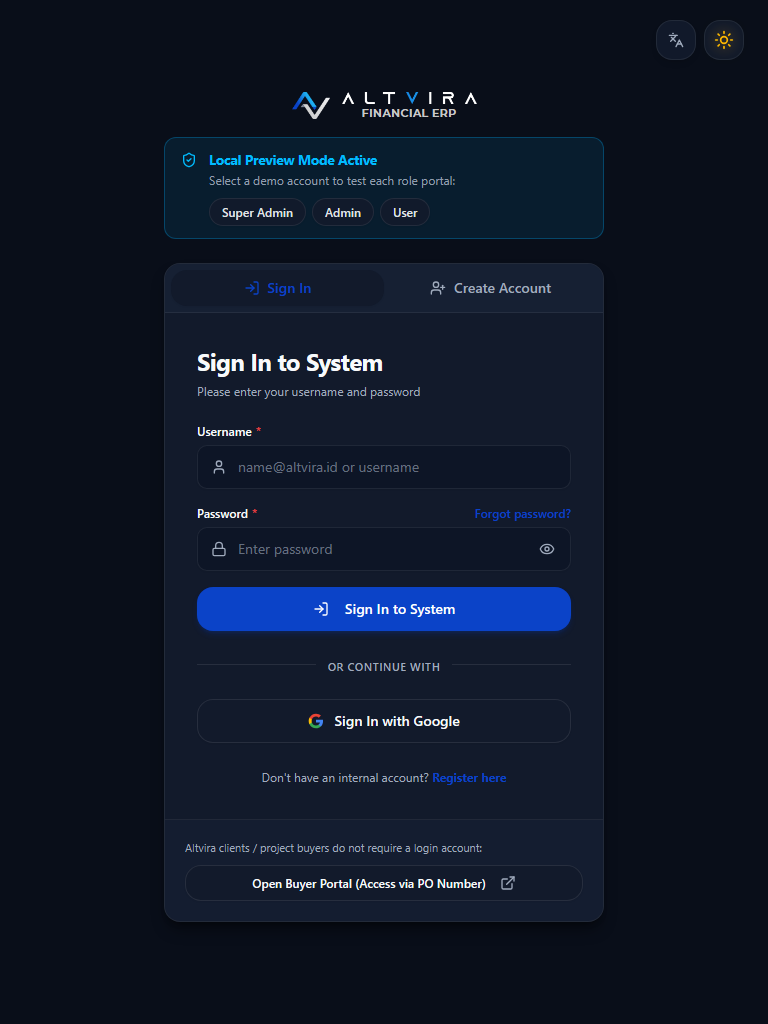 ALTVIRA
FINANCIAL ERP
Local Preview Mode Active
Select a demo account to test each role portal:
Super Admin Admin User
Sign In Create Account
Sign In to System
Please enter your username and password
Username *
name@altvira.id or username
Password * Forgot password?
Enter password
Sign In to System
OR CONTINUE WITH
Sign In with Google
Don't have an internal account? Register here
Altvira clients / project buyers do not require a login account:
Open Buyer Portal (Access via PO Number)